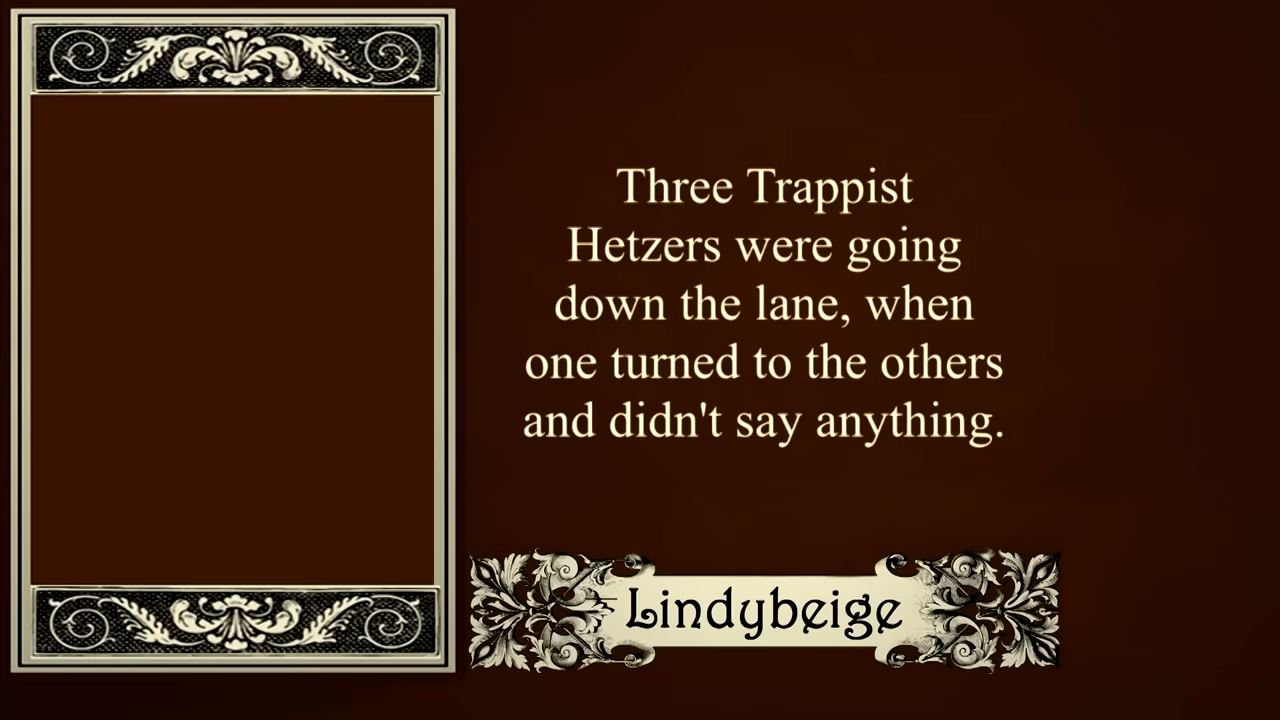 Three Trappist
Hetzers were going
down the lane, when
one turned to the others
and didn't say anything.
Lindybeige